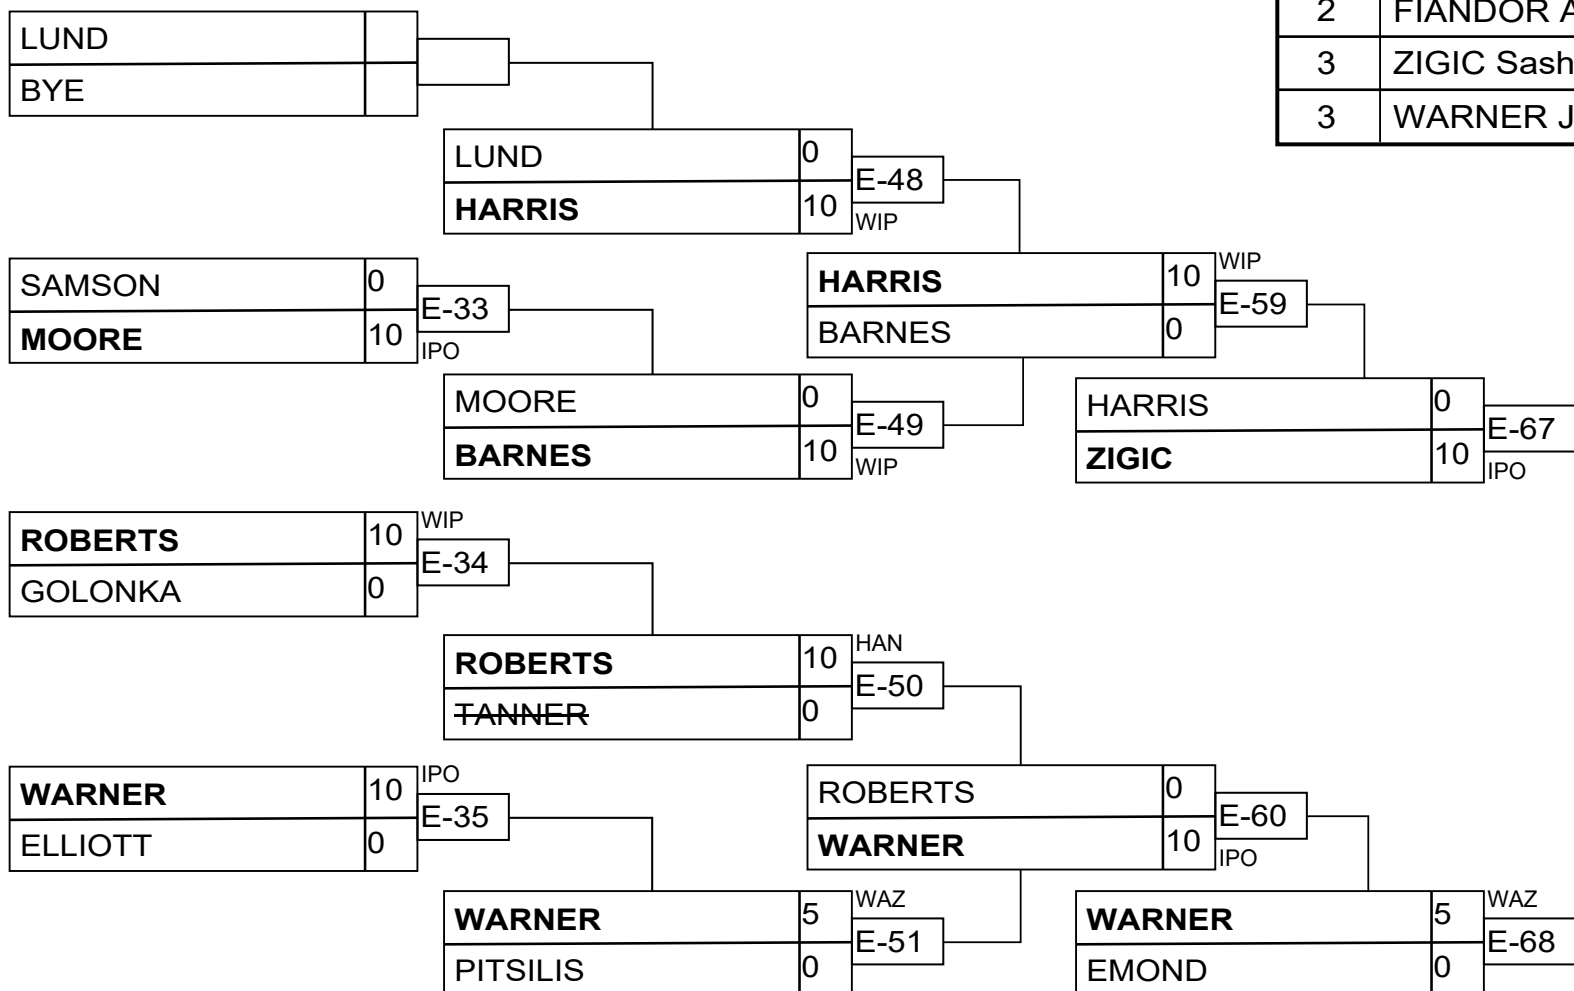 2 FIANDOR A
3 ZIGIC Sash
3 WARNER J
LUND
BYE
LUND 0
E-48
HARRIS 10
WIP
SAMSON 0
E-33
MOORE 10
IPO
HARRIS 10 WIP
E-59
BARNES 0
MOORE 0
E-49
BARNES 10
WIP
HARRIS 0
E-67
ZIGIC 10
IPO
ROBERTS 10 WIP
E-34
GOLONKA 0
ROBERTS 10 HAN
E-50
TANNER 0
WARNER 10 IPO
E-35
ELLIOTT 0
ROBERTS 0
E-60
WARNER 10
IPO
WARNER 5 WAZ
E-51
PITSILIS 0
WARNER 5 WAZ
E-68
EMOND 0